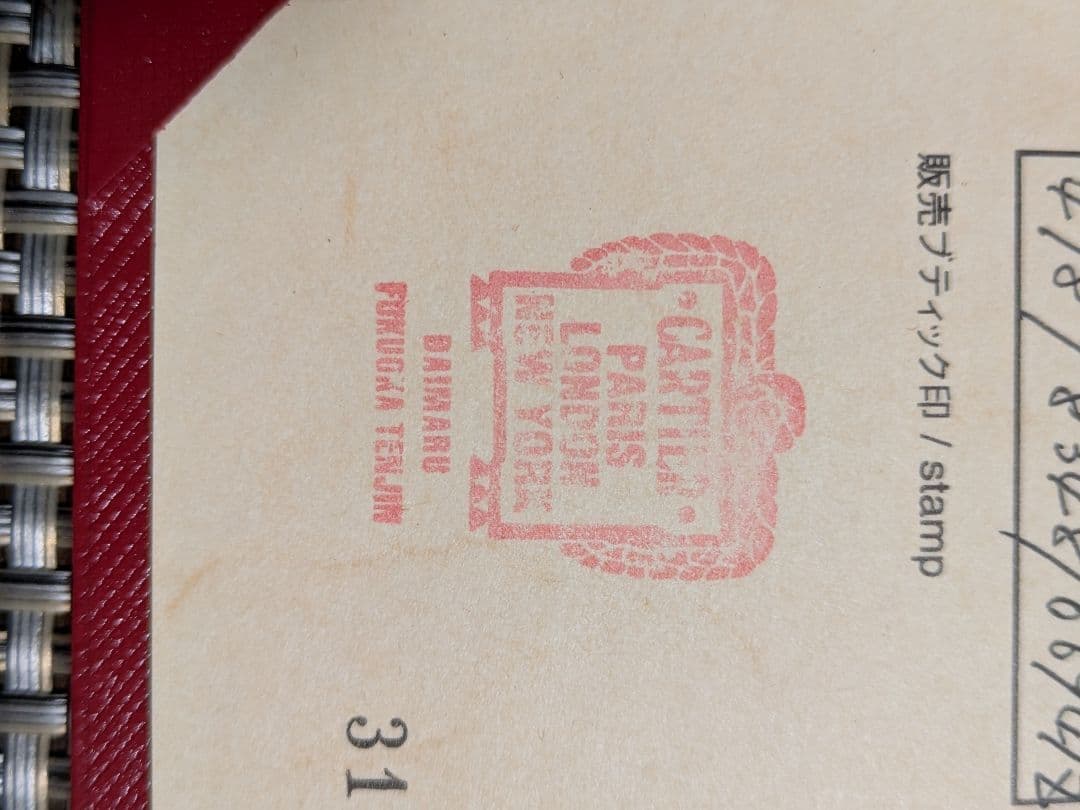 販売ブティック印 / stamp
CARTIER
PARIS
LONDON
NEW YORK
DAIMARU
FUKUOKA TENJIN
31